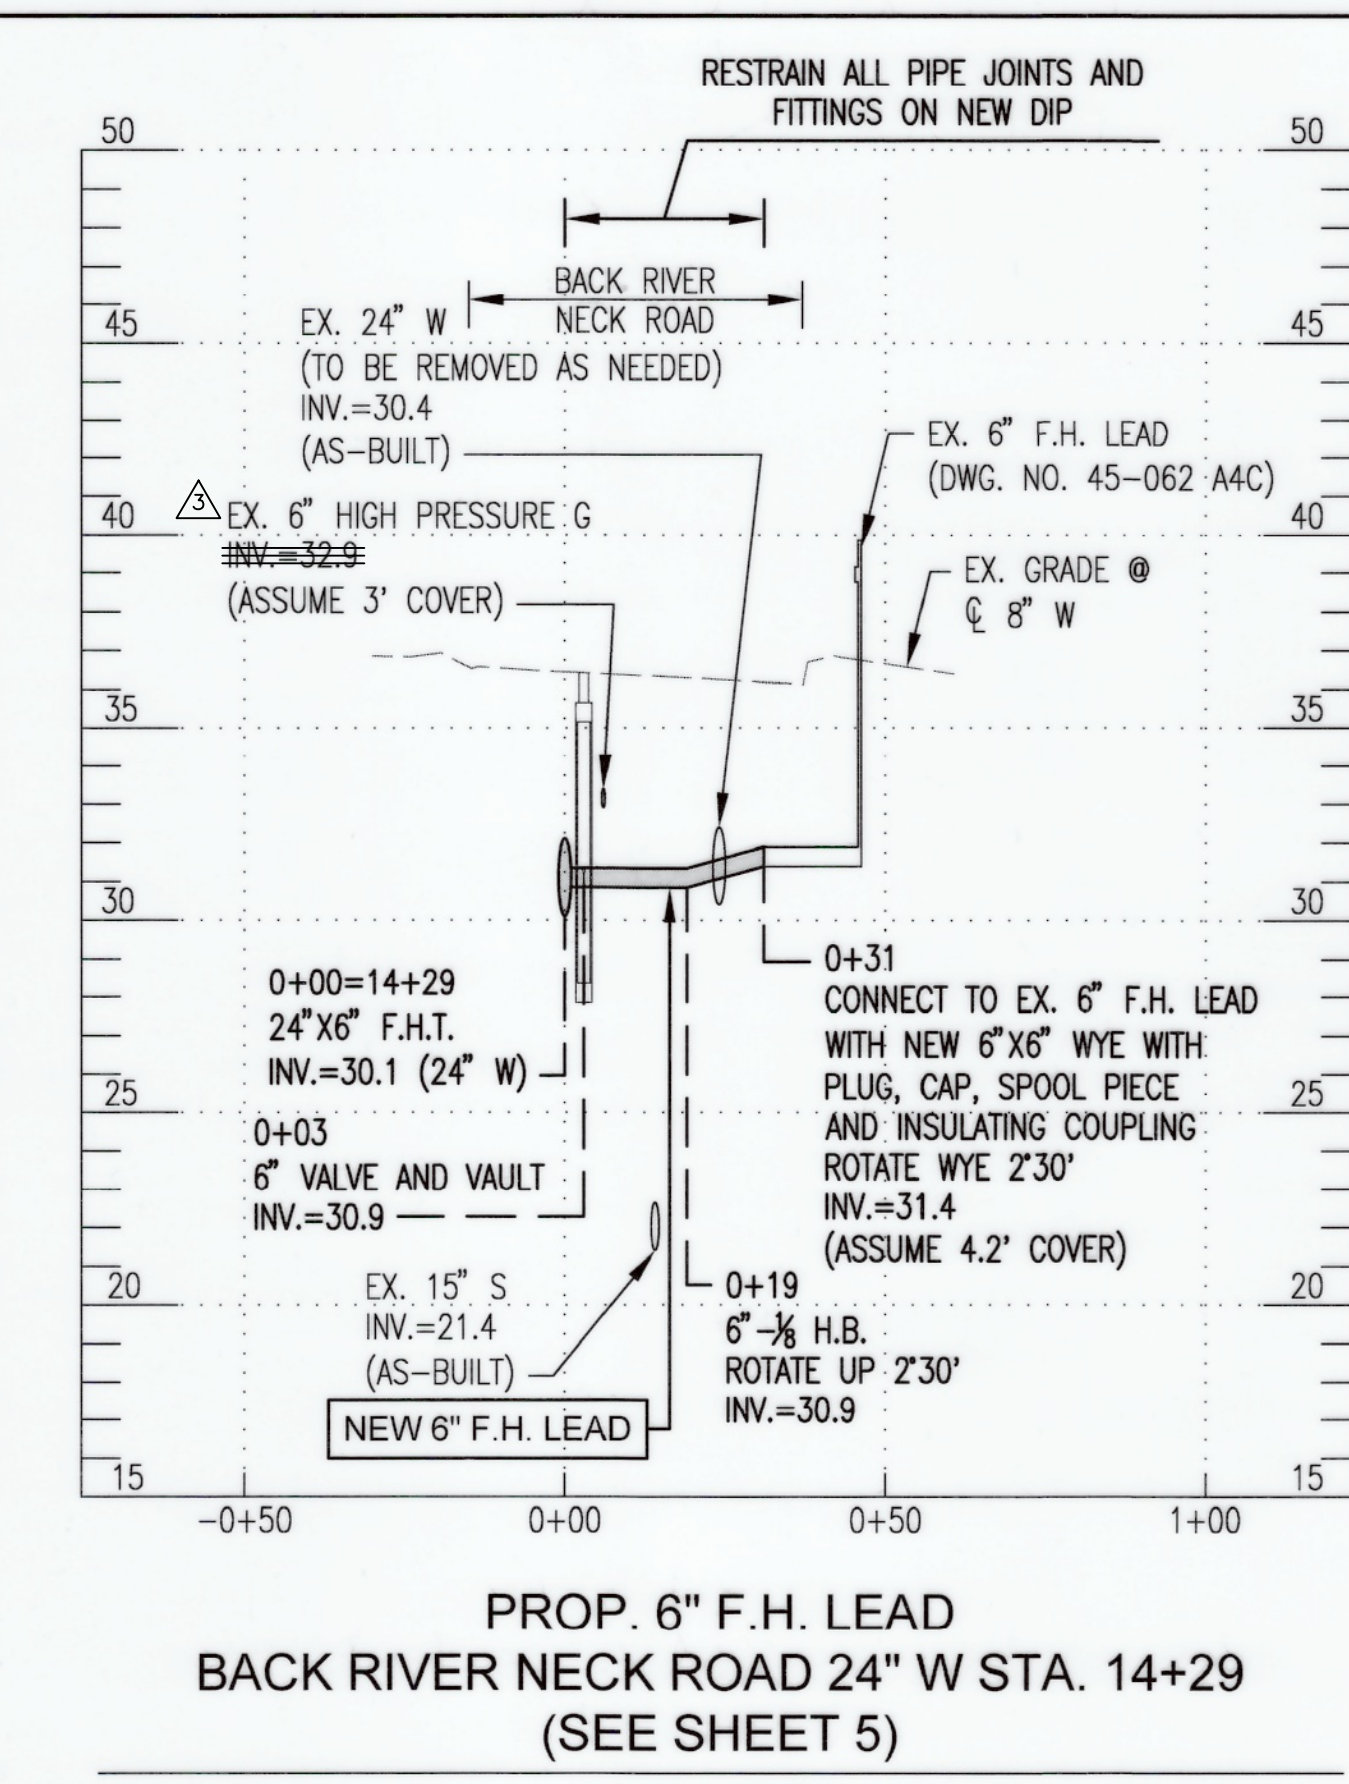 RESTRAIN ALL PIPE JOINTS AND
FITTINGS ON NEW DIP
50
50
BACK RIVER
NECK ROAD
EX. 24" W
(TO BE REMOVED AS NEEDED)
INV.=30.4
(AS-BUILT)
45
45
EX. 6" F.H. LEAD
(DWG. NO. 45-062 A4C)
3
EX. 6" HIGH PRESSURE G
INV.=32.9
(ASSUME 3' COVER)
40
40
EX. GRADE @
℄ 8" W
35
35
30
30
0+00=14+29
24"X6" F.H.T.
INV.=30.1 (24" W)
0+31
CONNECT TO EX. 6" F.H. LEAD
WITH NEW 6"X6" WYE WITH
PLUG, CAP, SPOOL PIECE
AND INSULATING COUPLING
ROTATE WYE 2°30'
INV.=31.4
(ASSUME 4.2' COVER)
25
25
0+03
6" VALVE AND VAULT
INV.=30.9
EX. 15" S
INV.=21.4
(AS-BUILT)
20
20
0+19
6"-⅛ H.B.
ROTATE UP 2°30'
INV.=30.9
NEW 6" F.H. LEAD
15
15
-0+50
0+00
0+50
1+00
PROP. 6" F.H. LEAD
BACK RIVER NECK ROAD 24" W STA. 14+29
(SEE SHEET 5)